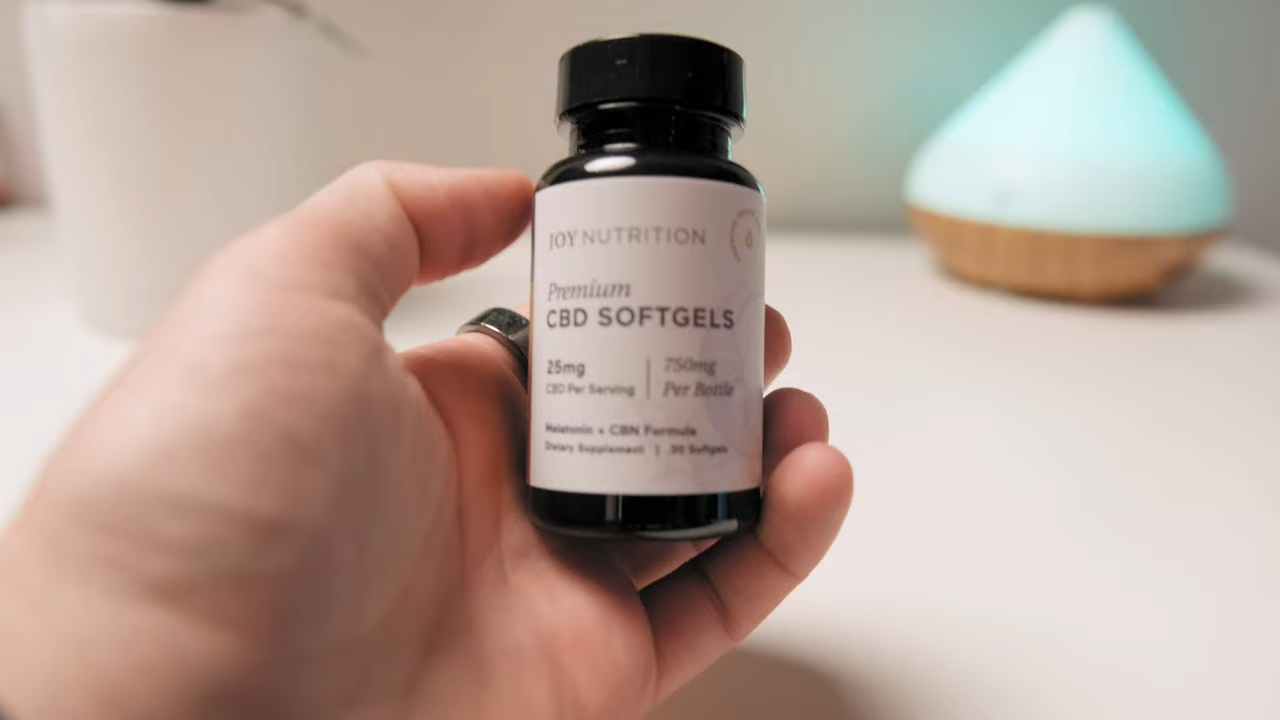 JOY NUTRITION
Premium
CBD SOFTGELS
25mg
CBD Per Serving
750mg
Per Bottle
Melatonin + CBN Formula
Dietary Supplement | 30 Softgels